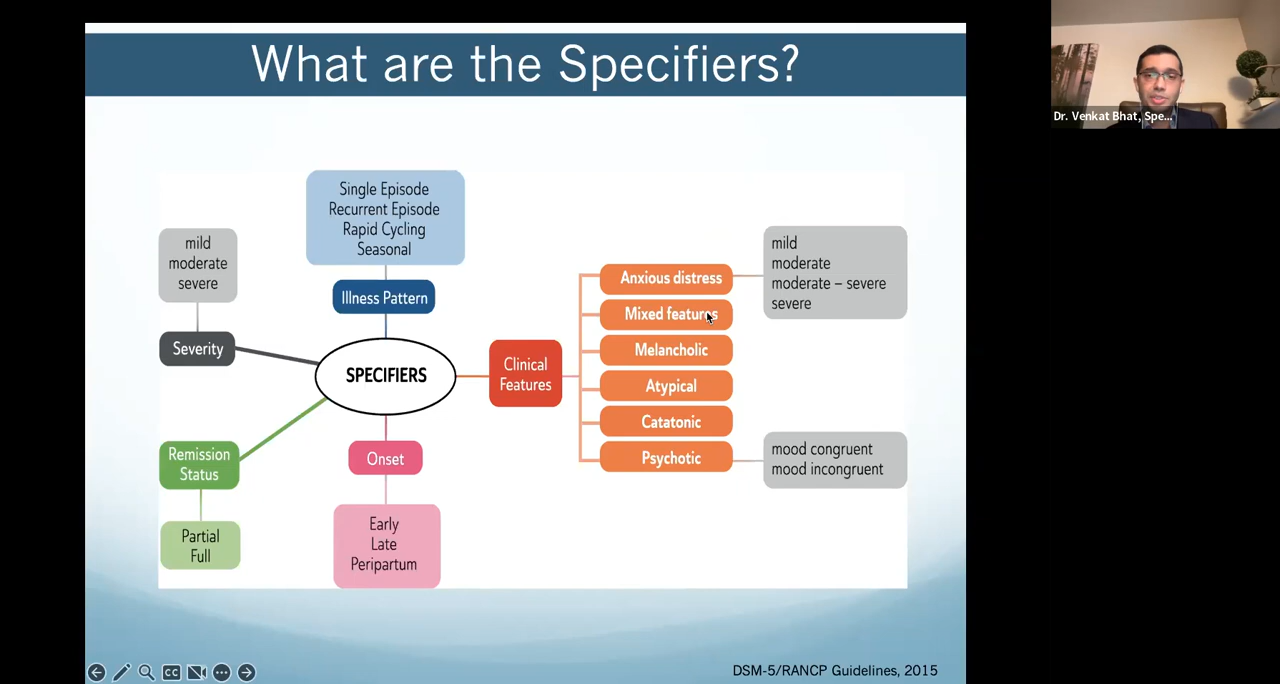 What are the Specifiers?
Dr. Venkat Bhat, Spe...
Single Episode
Recurrent Episode
Rapid Cycling
Seasonal
mild
moderate
severe
Illness Pattern
Severity
SPECIFIERS
Remission
Status
Partial
Full
Onset
Early
Late
Peripartum
Clinical
Features
Anxious distress
Mixed features
Melancholic
Atypical
Catatonic
Psychotic
mild
moderate
moderate – severe
severe
mood congruent
mood incongruent
CC
DSM-5/RANCP Guidelines, 2015